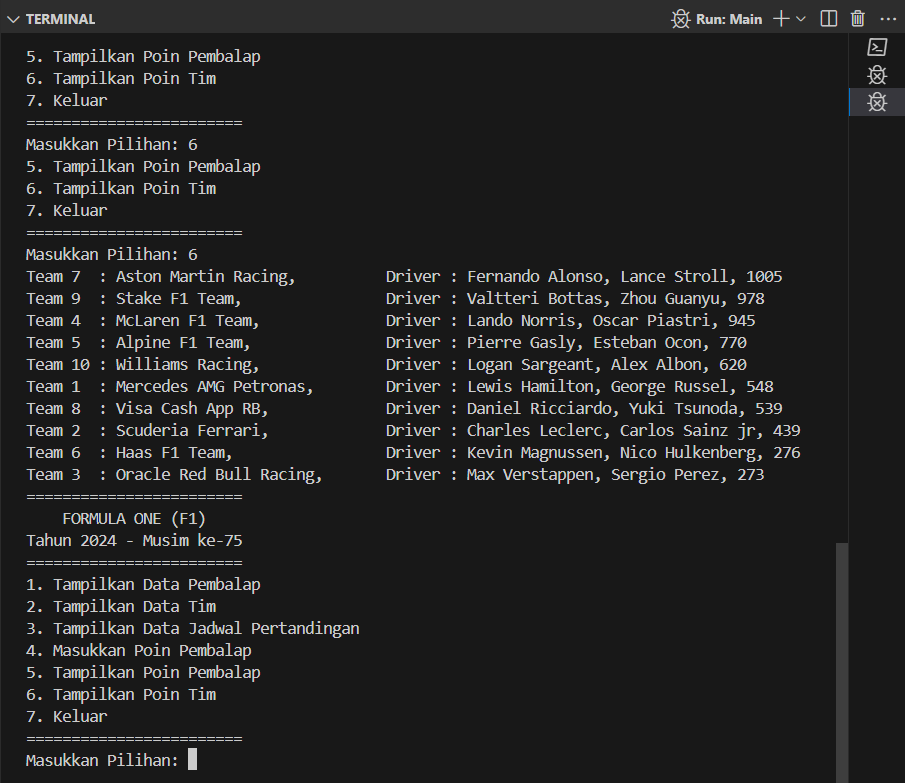 TERMINAL
Run: Main
5. Tampilkan Poin Pembalap
6. Tampilkan Poin Tim
7. Keluar
========================
Masukkan Pilihan: 6
5. Tampilkan Poin Pembalap
6. Tampilkan Poin Tim
7. Keluar
========================
Masukkan Pilihan: 6
Team 7  : Aston Martin Racing,          Driver : Fernando Alonso, Lance Stroll, 1005
Team 9  : Stake F1 Team,                Driver : Valtteri Bottas, Zhou Guanyu, 978
Team 4  : McLaren F1 Team,              Driver : Lando Norris, Oscar Piastri, 945
Team 5  : Alpine F1 Team,               Driver : Pierre Gasly, Esteban Ocon, 770
Team 10 : Williams Racing,              Driver : Logan Sargeant, Alex Albon, 620
Team 1  : Mercedes AMG Petronas,        Driver : Lewis Hamilton, George Russel, 548
Team 8  : Visa Cash App RB,             Driver : Daniel Ricciardo, Yuki Tsunoda, 539
Team 2  : Scuderia Ferrari,             Driver : Charles Leclerc, Carlos Sainz jr, 439
Team 6  : Haas F1 Team,                 Driver : Kevin Magnussen, Nico Hulkenberg, 276
Team 3  : Oracle Red Bull Racing,       Driver : Max Verstappen, Sergio Perez, 273
========================
    FORMULA ONE (F1)
Tahun 2024 - Musim ke-75
========================
1. Tampilkan Data Pembalap
2. Tampilkan Data Tim
3. Tampilkan Data Jadwal Pertandingan
4. Masukkan Poin Pembalap
5. Tampilkan Poin Pembalap
6. Tampilkan Poin Tim
7. Keluar
========================
Masukkan Pilihan: